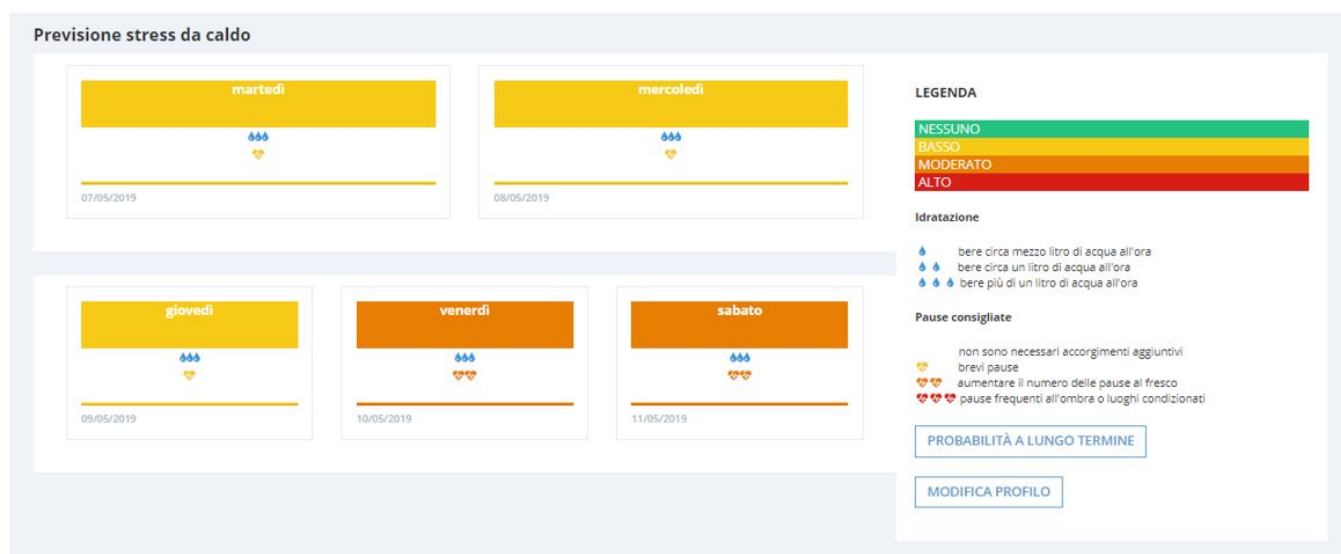 Previsione stress da caldo
martedì
07/05/2019
mercoledì
08/05/2019
giovedì
09/05/2019
venerdì
10/05/2019
sabato
11/05/2019
LEGENDA
NESSUNO
BASSO
MODERATO
ALTO
Idratazione
bere circa mezzo litro di acqua all'ora
bere circa un litro di acqua all'ora
bere più di un litro di acqua all'ora
Pause consigliate
non sono necessari accorgimenti aggiuntivi
brevi pause
aumentare il numero delle pause al fresco
pause frequenti all'ombra o luoghi condizionati
PROBABILITÀ A LUNGO TERMINE
MODIFICA PROFILO